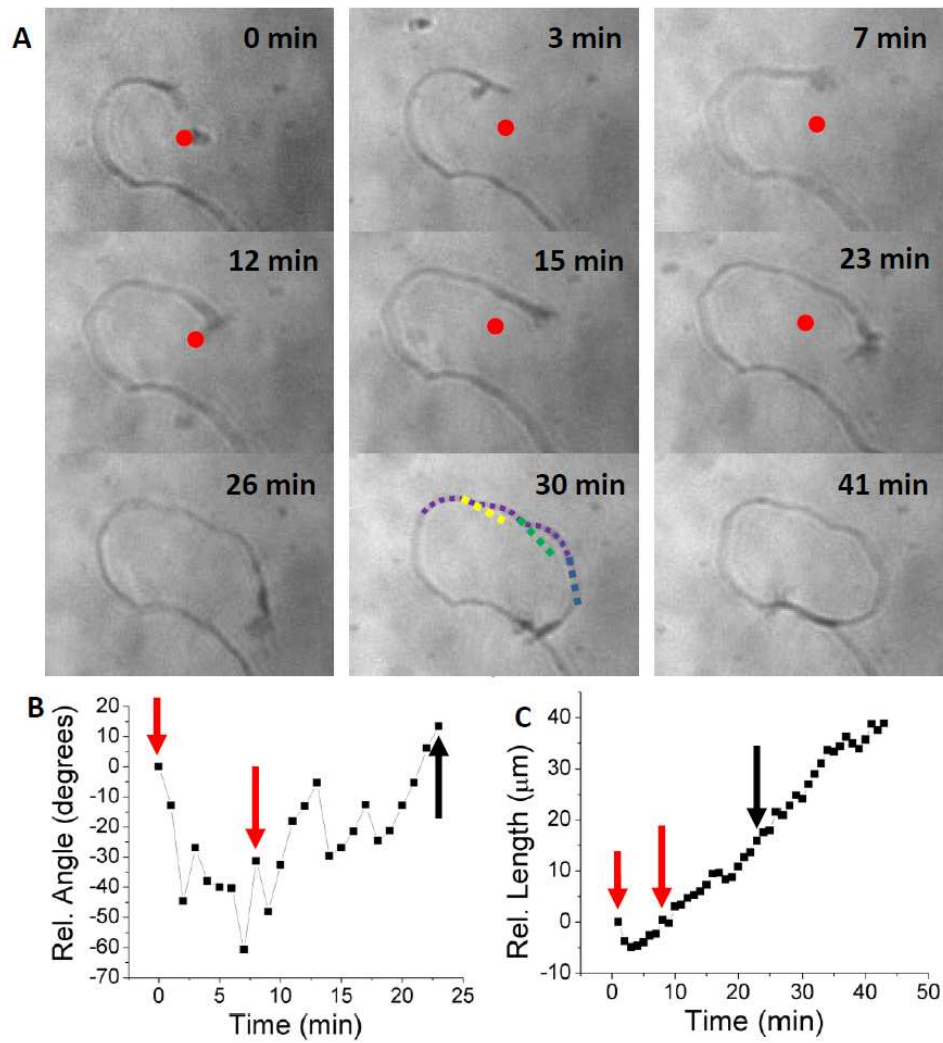 A
0 min
3 min
7 min
12 min
15 min
23 min
26 min
30 min
41 min
B
20
10
0
-10
-20
-30
-40
-50
-60
-70
Rel. Angle (degrees)
0
5
10
15
20
25
Time (min)
C
40
30
20
10
0
-10
Rel. Length (μm)
0
10
20
30
40
50
Time (min)